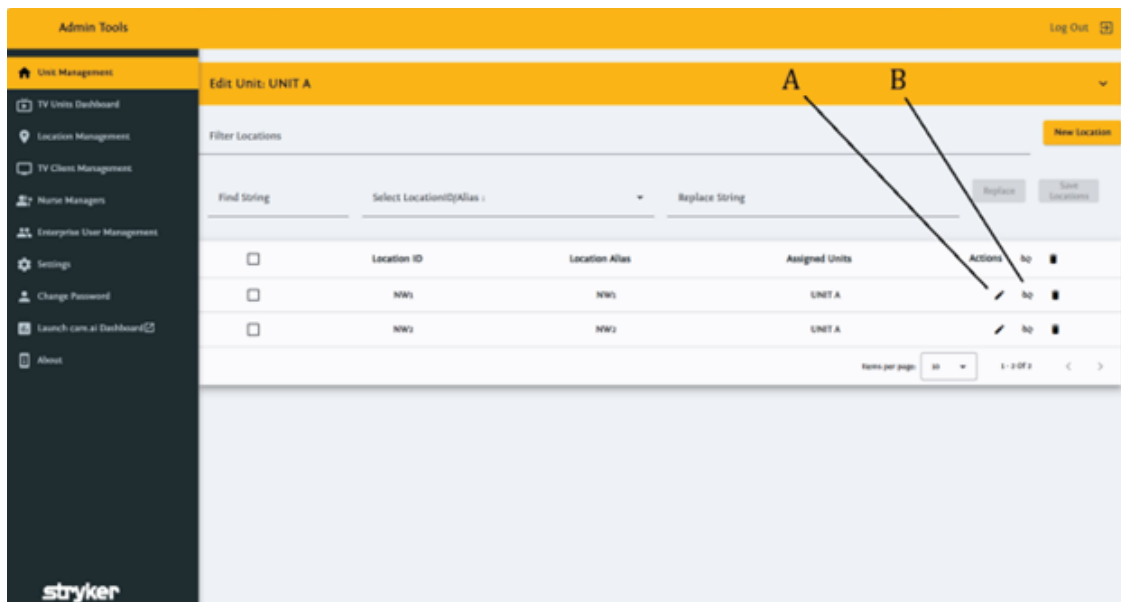 Admin Tools
Log Out
Unit Management
TV Units Dashboard
Location Management
TV Client Management
Nurse Managers
Enterprise User Management
Settings
Change Password
Launch care.ai Dashboard
About
stryker
Edit Unit: UNIT A
A B
Filter Locations
New Location
Find String Select LocationID/Alias : Replace String Replace Save
Locations
Location ID Location Alias Assigned Units Actions
NW1 NW1 UNIT A
NW2 NW2 UNIT A
Items per page: 10 1 - 2 Of 2